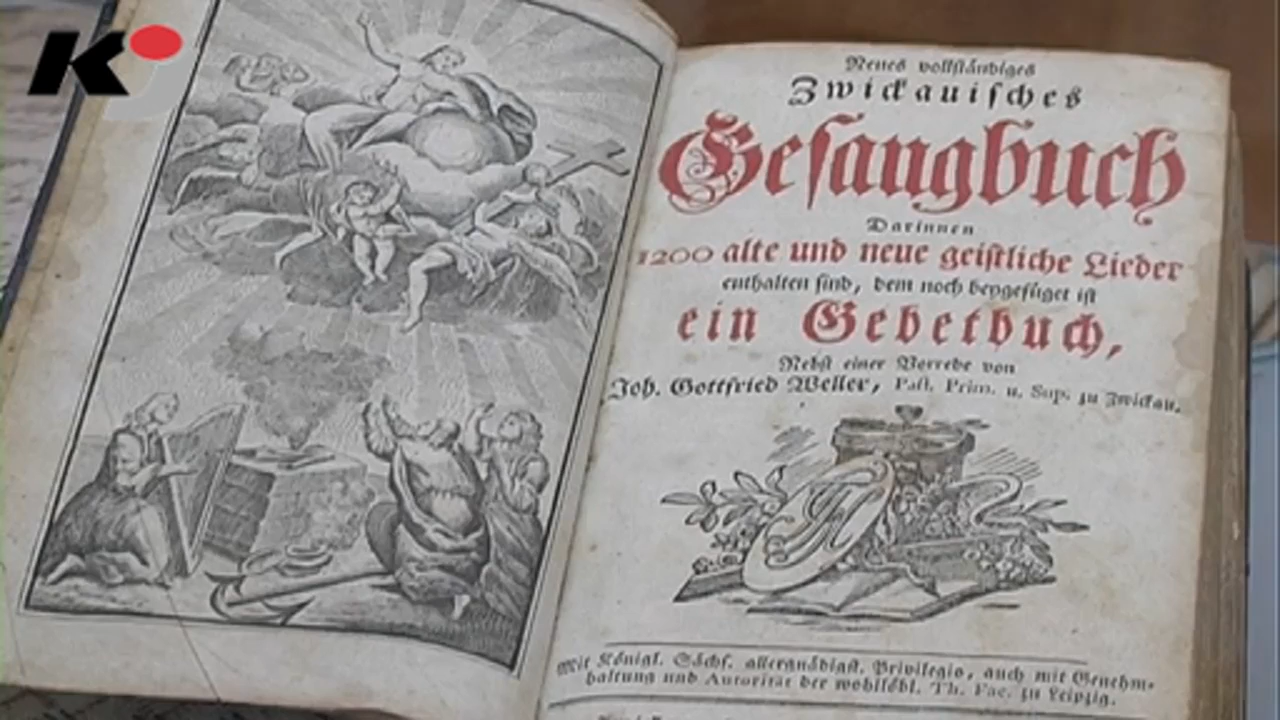 KJ
Neues vollständiges
Zwickauisches
Gesangbuch
Darinnen
1200 alte und neue geistliche Lieder
enthalten sind, dem noch beygefüget ist
ein Gebetbuch,
Nebst einer Vorrede von
Joh. Gottfried Weller, Past. Prim. u. Sup. zu Zwickau.
Mit Königl. Sächs. allergnädigst. Privilegio, auch mit Genehm-
haltung und Autorität der wohllöbl. Th. Fac. zu Leipzig.